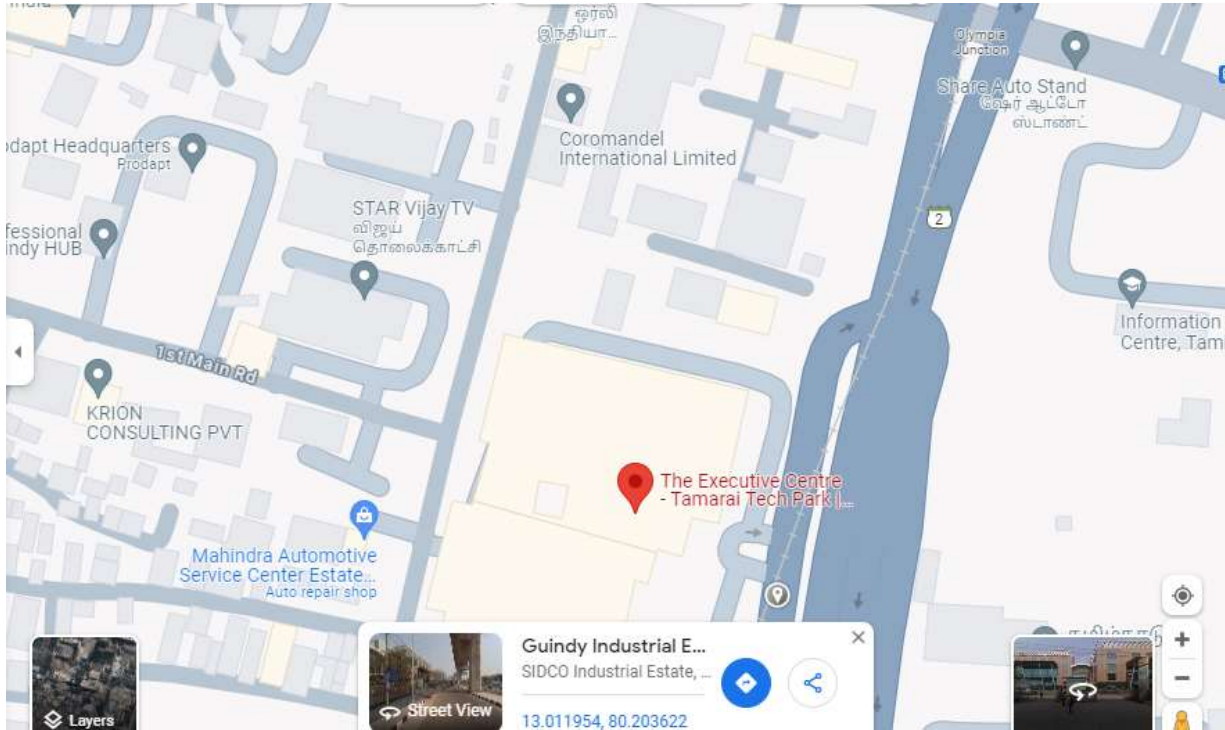 ஒர்லி
இந்தியா...
Olympia
Junction
Share Auto Stand
ஷேர் ஆட்டோ
ஸ்டாண்ட்
Coromandel
International Limited
odapt Headquarters
Prodapt
STAR Vijay TV
விஜய்
தொலைக்காட்சி
2
fessional
ndy HUB
Information
Centre, Tam
1st Main Rd
KRION
CONSULTING PVT
The Executive Centre
- Tamarai Tech Park |...
Mahindra Automotive
Service Center Estate...
Auto repair shop
Guindy Industrial E...
SIDCO Industrial Estate, ...
13.011954, 80.203622
Street View
Layers